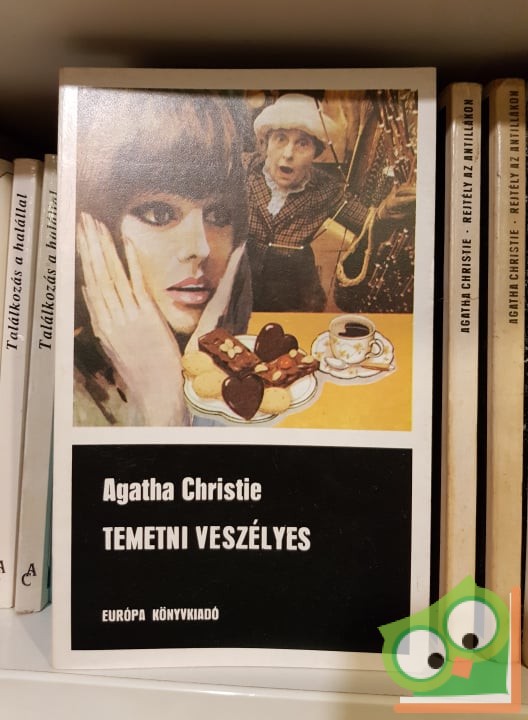 Agatha Christie
TEMETNI VESZÉLYES
EURÓPA KÖNYVKIADÓ
Találkozás a halállal
Találkozás a halállal
AGATHA CHRISTIE · REJTÉLY AZ ANTILLÁKON
AGATHA CHRISTIE · REJTÉLY AZ ANTILLÁKON
A
AC